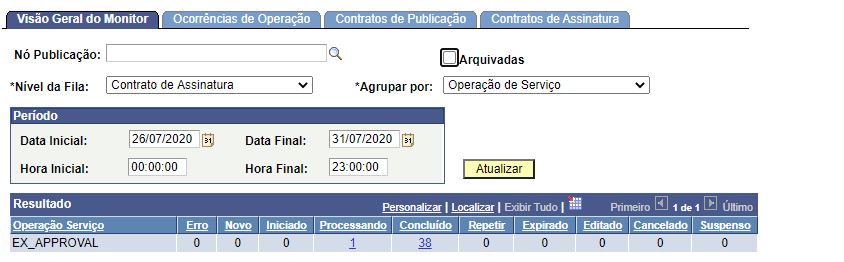 Visão Geral do Monitor Ocorrências de Operação Contratos de Publicação Contratos de Assinatura
Nó Publicação: Arquivadas
*Nível da Fila: Contrato de Assinatura *Agrupar por: Operação de Serviço
Período
Data Inicial: 26/07/2020 31 Data Final: 31/07/2020 31
Hora Inicial: 00:00:00 Hora Final: 23:00:00 Atualizar
Resultado Personalizar | Localizar | Exibir Tudo | Primeiro 1 de 1 Último
Operação Serviço Erro Novo Iniciado Processando Concluído Repetir Expirado Editado Cancelado Suspenso
EX_APPROVAL 0 0 0 1 38 0 0 0 0 0